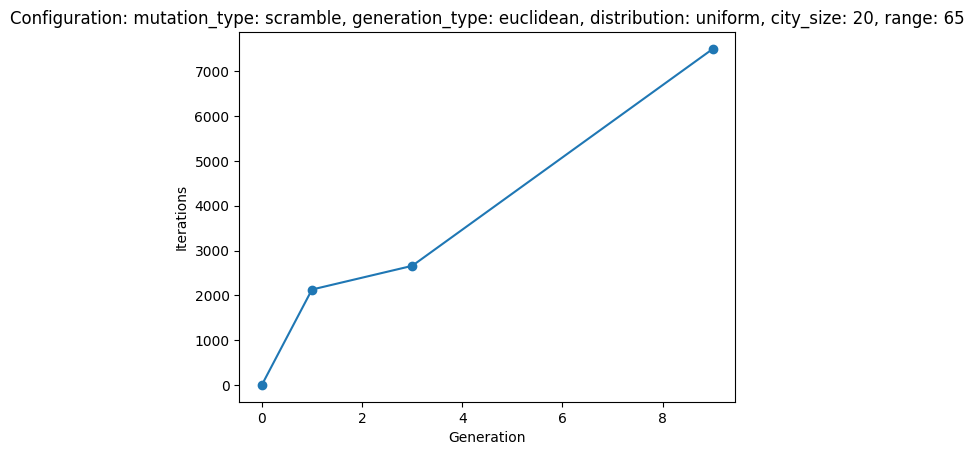 Configuration: mutation_type: scramble, generation_type: euclidean, distribution: uniform, city_size: 20, range: 65
7000
6000
5000
4000
3000
2000
1000
0
Iterations
0 2 4 6 8
Generation